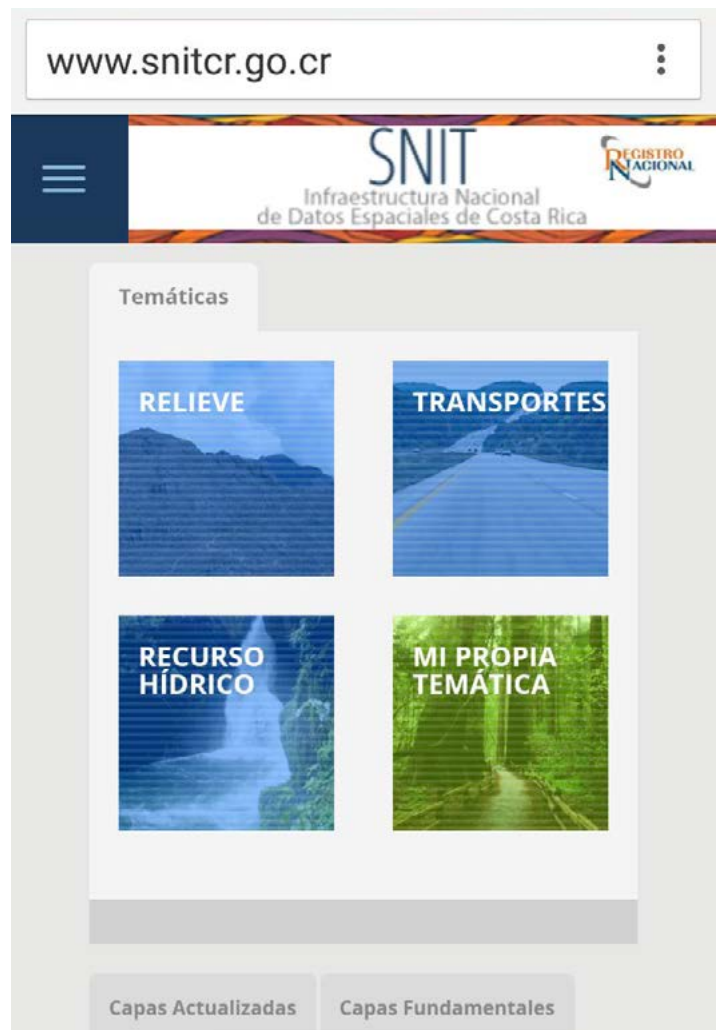 www.snitcr.go.cr
SNIT
Infraestructura Nacional
de Datos Espaciales de Costa Rica
REGISTRO
NACIONAL
Temáticas
RELIEVE
TRANSPORTES
RECURSO
HÍDRICO
MI PROPIA
TEMÁTICA
Capas Actualizadas
Capas Fundamentales